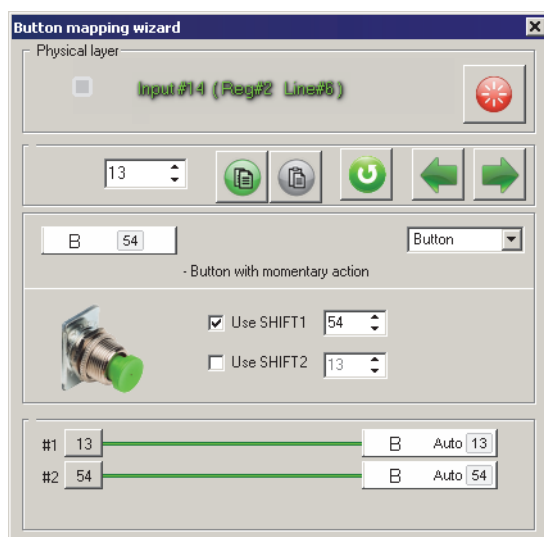 Button mapping wizard
Physical layer
Input #14 (Reg#2 Line#6)
13
B 54
Button
- Button with momentary action
Use SHIFT1 54
Use SHIFT2 13
#1 13 B Auto 13
#2 54 B Auto 54